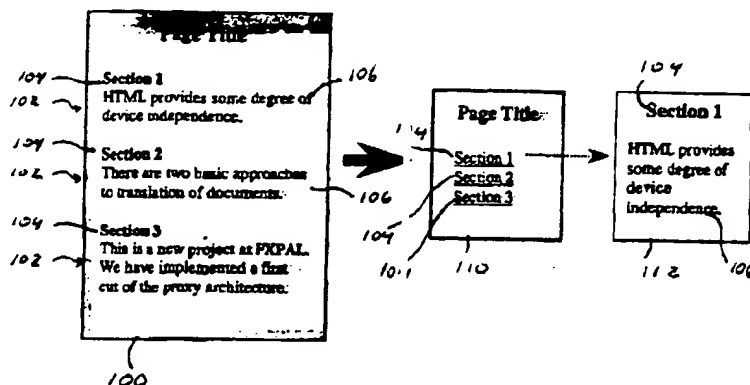 Page Title
104
Section 1
106
102
HTML provides some degree of
device independence.
104
Section 2
102
There are two basic approaches
to translation of documents.
106
104
Section 3
102
This is a new project at FXPAL.
We have implemented a first
cut of the proxy architecture.
100
Page Title
104
Section 1
Section 2
Section 3
104
104
110
104
Section 1
HTML provides
some degree of
device
independence.
112
106